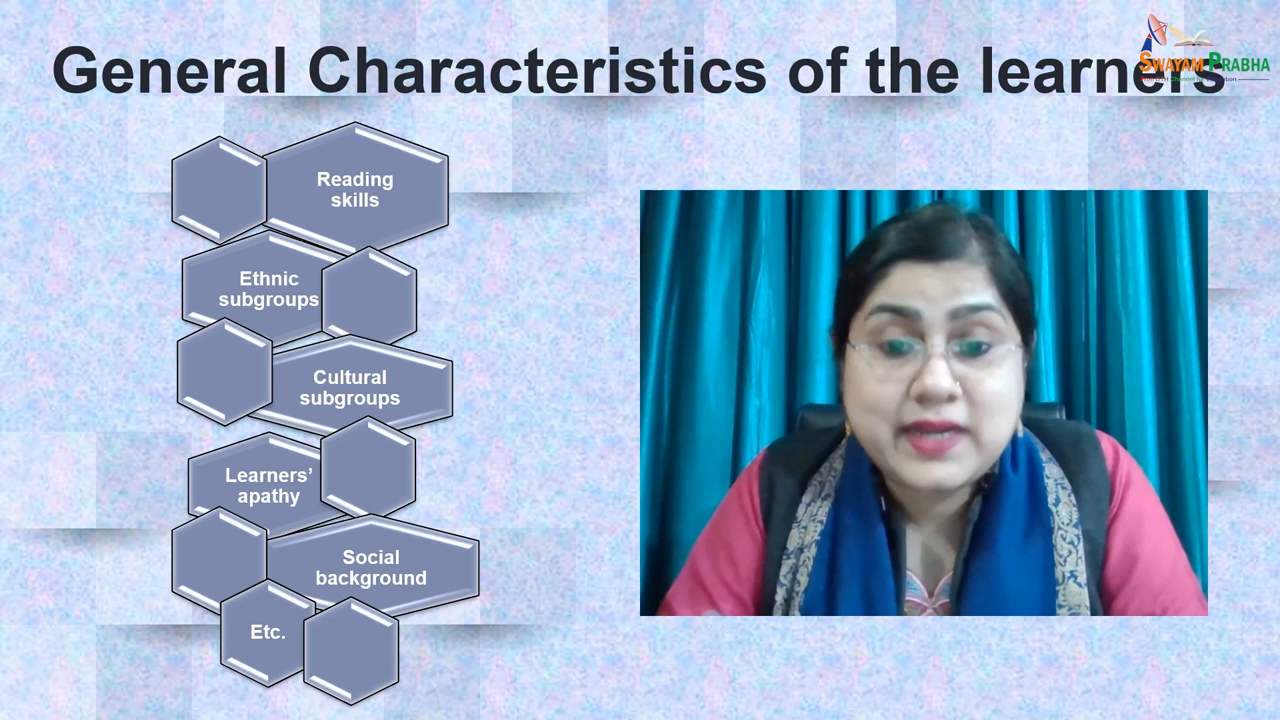 General Characteristics of the learners
SWAYAM PRABHA
Reading
skills
Ethnic
subgroups
Cultural
subgroups
Learners’
apathy
Social
background
Etc.